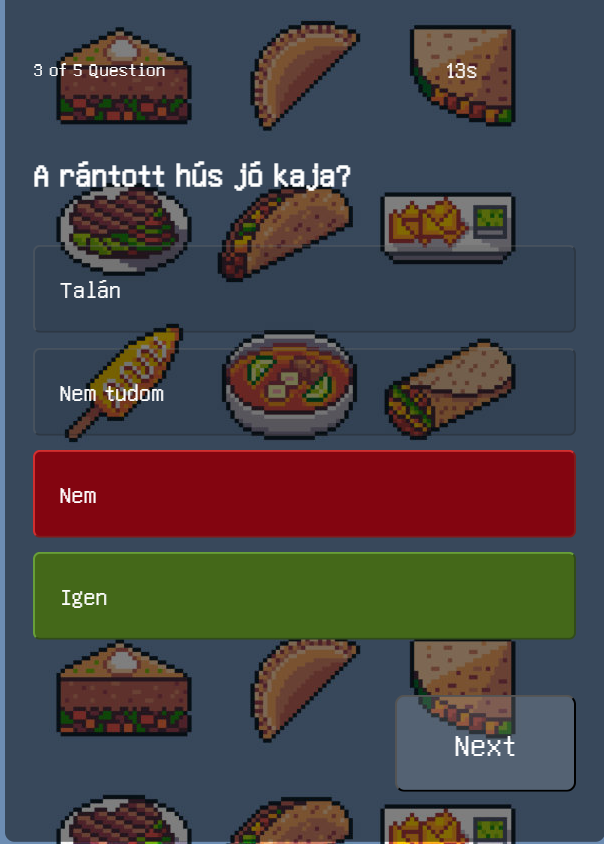 3 of 5 Question
13s
A rántott hús jó kaja?
Talán
Nem tudom
Nem
Igen
Next